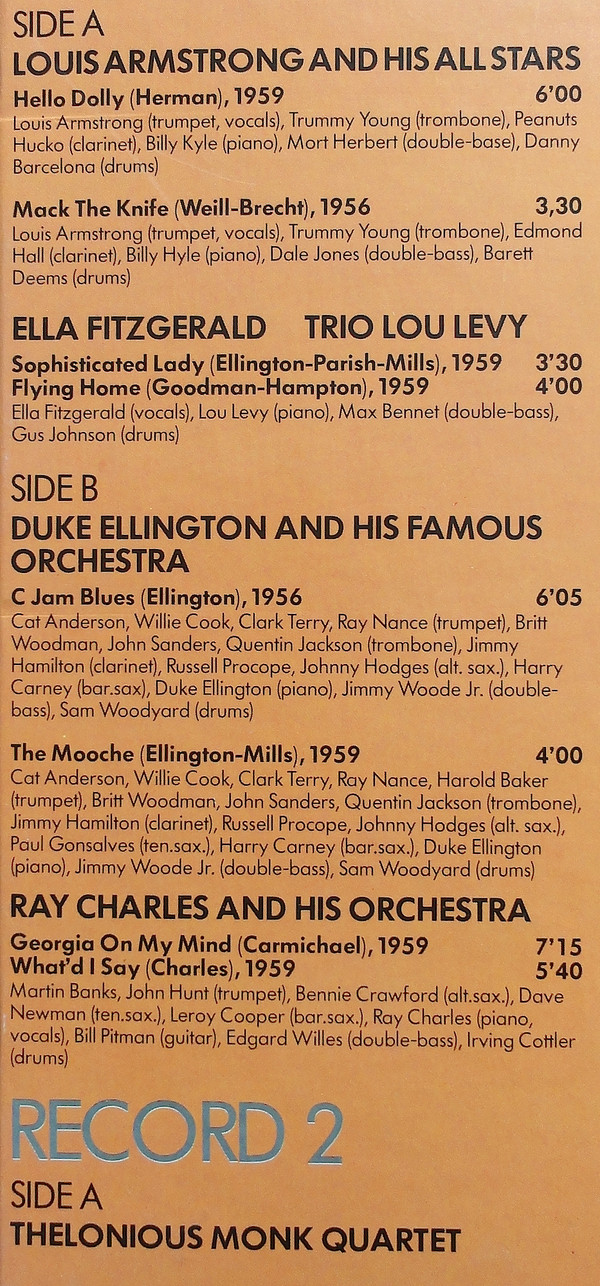 SIDE A
LOUIS ARMSTRONG AND HIS ALL STARS
Hello Dolly (Herman), 1959 6'00
Louis Armstrong (trumpet, vocals), Trummy Young (trombone), Peanuts
Hucko (clarinet), Billy Kyle (piano), Mort Herbert (double-base), Danny
Barcelona (drums)
Mack The Knife (Weill-Brecht), 1956 3,30
Louis Armstrong (trumpet, vocals), Trummy Young (trombone), Edmond
Hall (clarinet), Billy Hyle (piano), Dale Jones (double-bass), Barett
Deems (drums)
ELLA FITZGERALD TRIO LOU LEVY
Sophisticated Lady (Ellington-Parish-Mills), 1959 3'30
Flying Home (Goodman-Hampton), 1959 4'00
Ella Fitzgerald (vocals), Lou Levy (piano), Max Bennet (double-bass),
Gus Johnson (drums)
SIDE B
DUKE ELLINGTON AND HIS FAMOUS
ORCHESTRA
C Jam Blues (Ellington), 1956 6'05
Cat Anderson, Willie Cook, Clark Terry, Ray Nance (trumpet), Britt
Woodman, John Sanders, Quentin Jackson (trombone), Jimmy
Hamilton (clarinet), Russell Procope, Johnny Hodges (alt. sax.), Harry
Carney (bar.sax), Duke Ellington (piano), Jimmy Woode Jr. (double-
bass), Sam Woodyard (drums)
The Mooche (Ellington-Mills), 1959 4'00
Cat Anderson, Willie Cook, Clark Terry, Ray Nance, Harold Baker
(trumpet), Britt Woodman, John Sanders, Quentin Jackson (trombone),
Jimmy Hamilton (clarinet), Russell Procope, Johnny Hodges (alt. sax.),
Paul Gonsalves (ten.sax.), Harry Carney (bar.sax.), Duke Ellington
(piano), Jimmy Woode Jr. (double-bass), Sam Woodyard (drums)
RAY CHARLES AND HIS ORCHESTRA
Georgia On My Mind (Carmichael), 1959 7'15
What'd I Say (Charles), 1959 5'40
Martin Banks, John Hunt (trumpet), Bennie Crawford (alt.sax.), Dave
Newman (ten.sax.), Leroy Cooper (bar.sax.), Ray Charles (piano,
vocals), Bill Pitman (guitar), Edgard Willes (double-bass), Irving Cottler
(drums)
RECORD 2
SIDE A
THELONIOUS MONK QUARTET